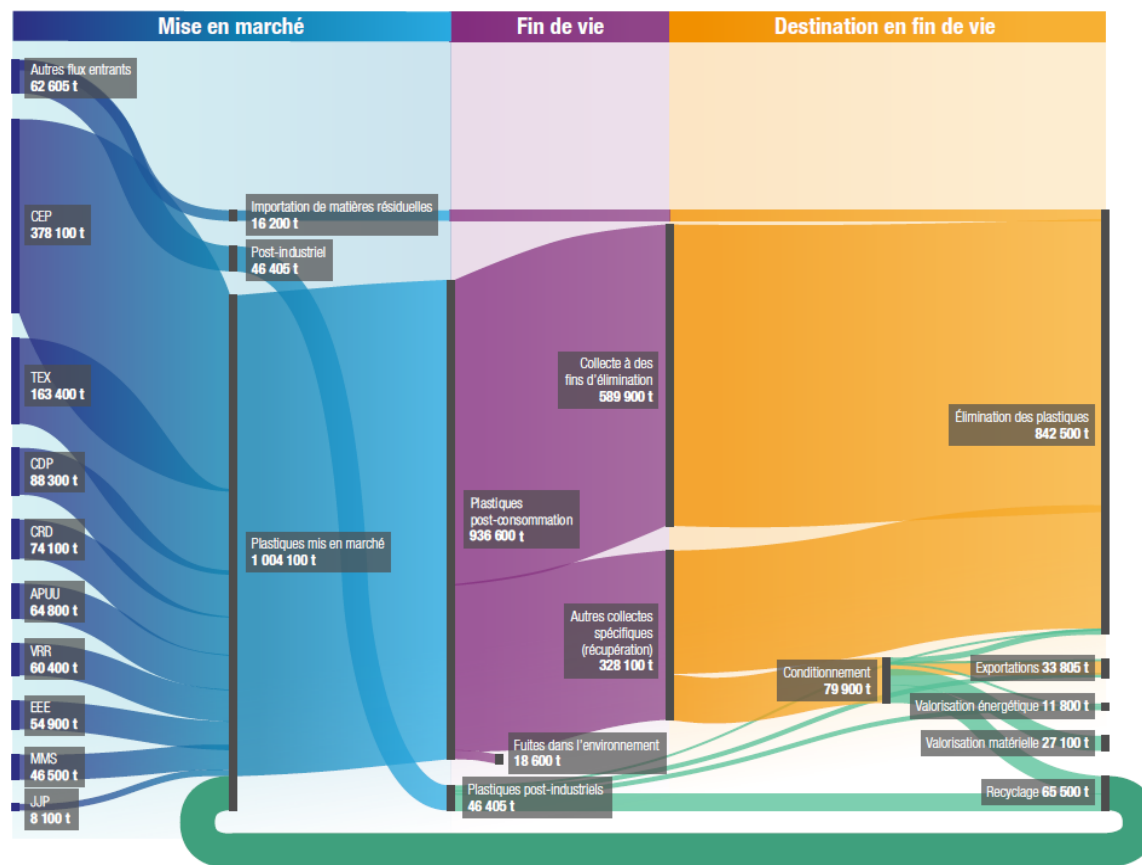 Mise en marché
Fin de vie
Destination en fin de vie
Autres flux entrants
62 605 t
CEP
378 100 t
TEX
163 400 t
CDP
88 300 t
CRD
74 100 t
APUU
64 800 t
VRR
60 400 t
EEE
54 900 t
MMS
46 500 t
JJP
8 100 t
Importation de matières résiduelles
16 200 t
Post-industriel
46 405 t
Plastiques mis en marché
1 004 100 t
Plastiques
post-consommation
936 600 t
Collecte à des
fins d'élimination
589 900 t
Autres collectes
spécifiques
(récupération)
328 100 t
Fuites dans l'environnement
18 600 t
Plastiques post-industriels
46 405 t
Conditionnement
79 900 t
Élimination des plastiques
842 500 t
Exportations 33 805 t
Valorisation énergétique 11 800 t
Valorisation matérielle 27 100 t
Recyclage 65 500 t